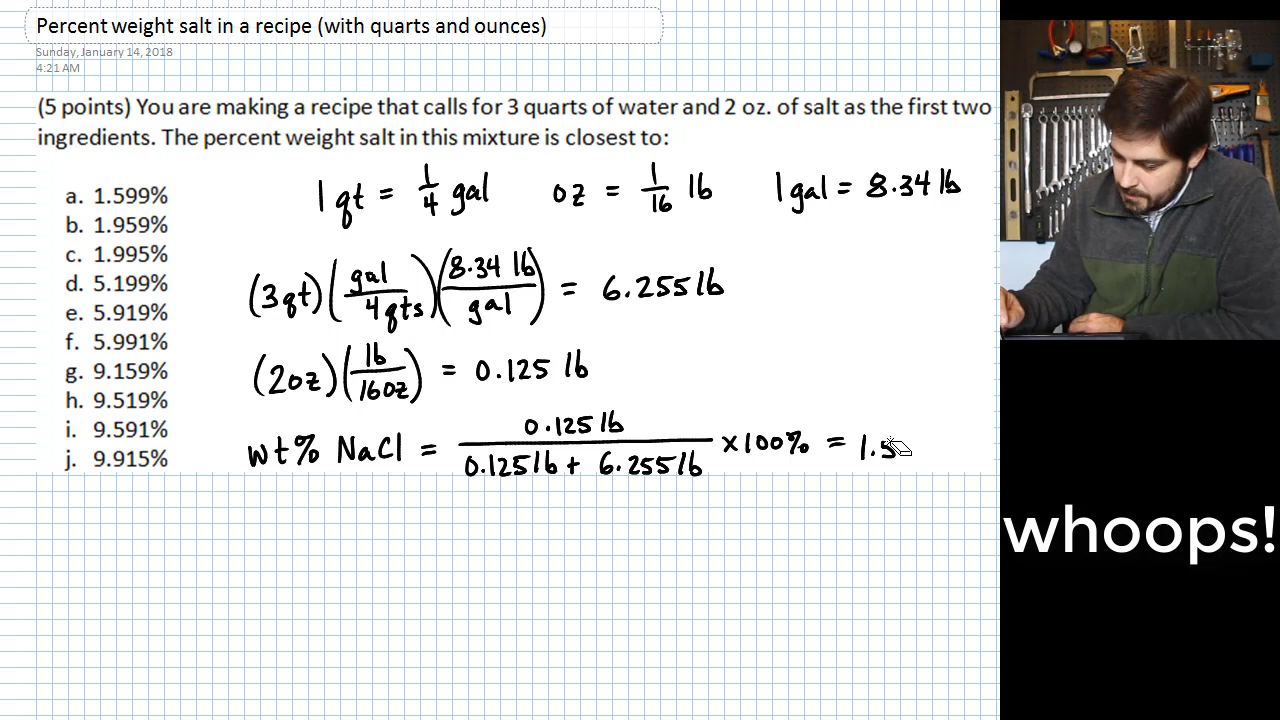 Percent weight salt in a recipe (with quarts and ounces)
Sunday, January 14, 2018
4:21 AM
(5 points) You are making a recipe that calls for 3 quarts of water and 2 oz. of salt as the first two
ingredients. The percent weight salt in this mixture is closest to:
a. 1.599%
b. 1.959%
c. 1.995%
d. 5.199%
e. 5.919%
f. 5.991%
g. 9.159%
h. 9.519%
i. 9.591%
j. 9.915%
1 qt = 1/4 gal oz = 1/16 lb 1 gal = 8.34 lb
(3qt)(gal/4qts)(8.34 lb/gal) = 6.255 lb
(2oz)(lb/16oz) = 0.125 lb
wt% NaCl = 0.125 lb/(0.125 lb + 6.255 lb) x100% = 1.5
whoops!